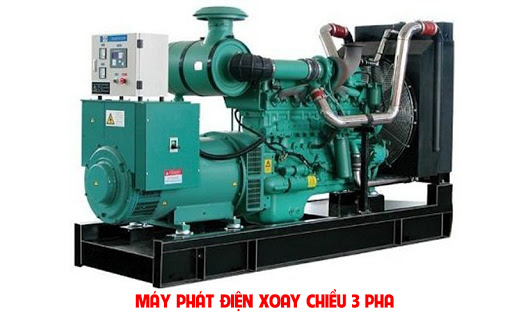 MÁY PHÁT ĐIỆN XOAY CHIỀU 3 PHA